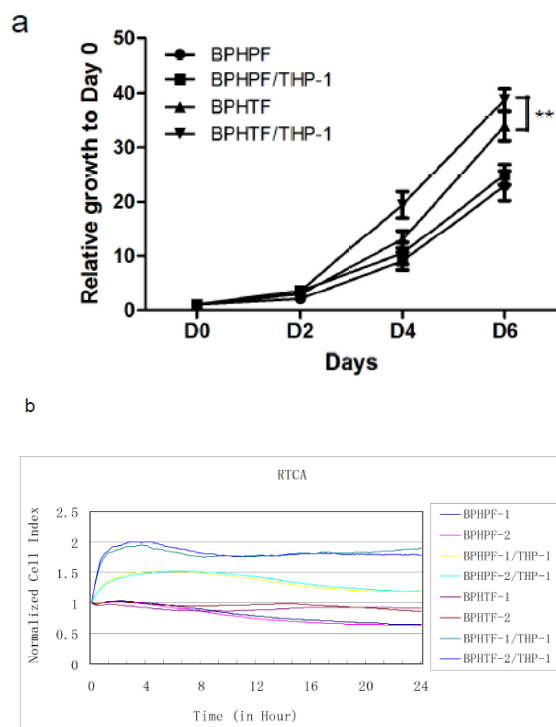 a
50
40
30
20
10
0
Relative growth to Day 0
BPHPF
BPHPF/THP-1
BPHTF
BPHTF/THP-1
**
D0 D2 D4 D6
Days
b
RTCA
2.5
2
1.5
1
0.5
0
Normalized Cell Index
0 4 8 12 16 20 24
Time (in Hour)
BPHPF-1
BPHPF-2
BPHPF-1/THP-1
BPHPF-2/THP-1
BPHTF-1
BPHTF-2
BPHTF-1/THP-1
BPHTF-2/THP-1